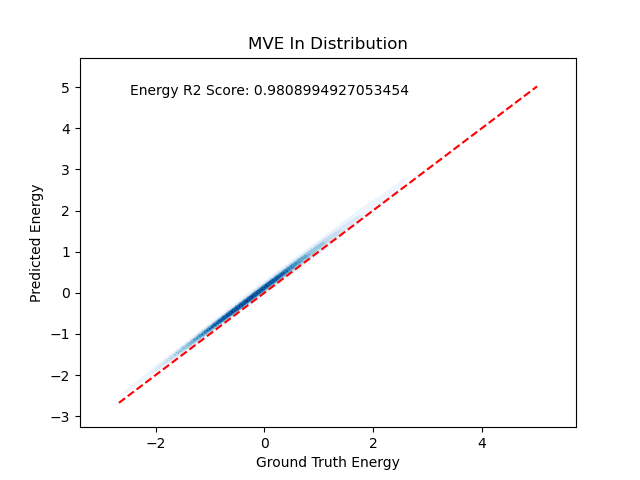 MVE In Distribution
Energy R2 Score: 0.9808994927053454
Predicted Energy
5
4
3
2
1
0
−1
−2
−3
−2 0 2 4
Ground Truth Energy